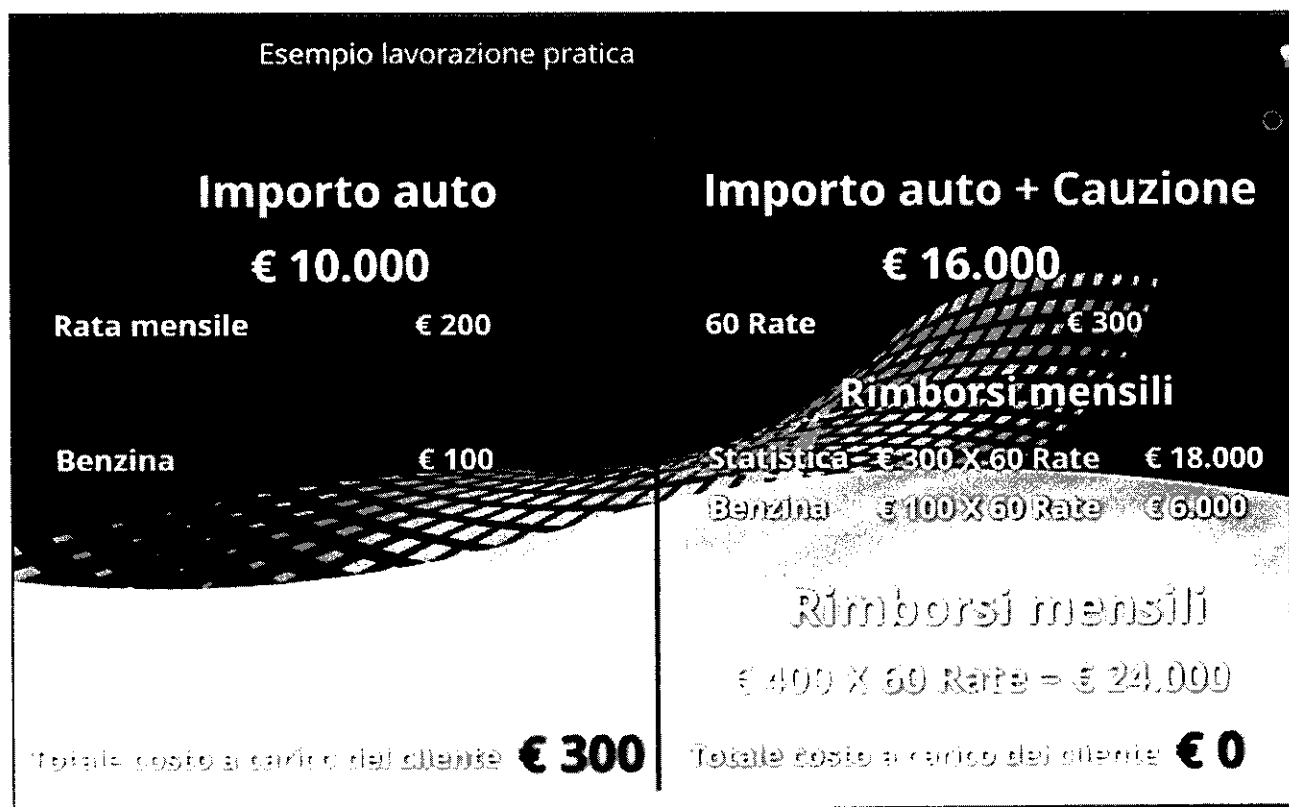 Esempio lavorazione pratica
Importo auto
€ 10.000
Rata mensile € 200
Benzina € 100
Totale costo a carico del cliente € 300
Importo auto + Cauzione
€ 16.000
60 Rate € 300
Rimborsi mensili
Statistica € 300 X 60 Rate € 18.000
Benzina € 100 X 60 Rate € 6.000
Rimborsi mensili
€ 400 X 60 Rate = € 24.000
Totale costo a carico del cliente € 0